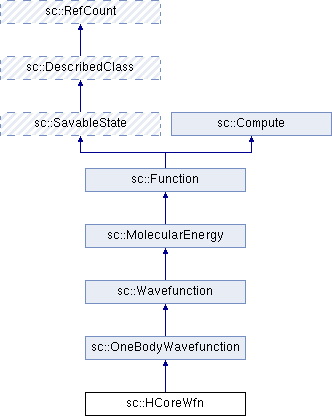 sc::RefCount
sc::DescribedClass
sc::SavableState
sc::Compute
sc::Function
sc::MolecularEnergy
sc::Wavefunction
sc::OneBodyWavefunction
sc::HCoreWfn